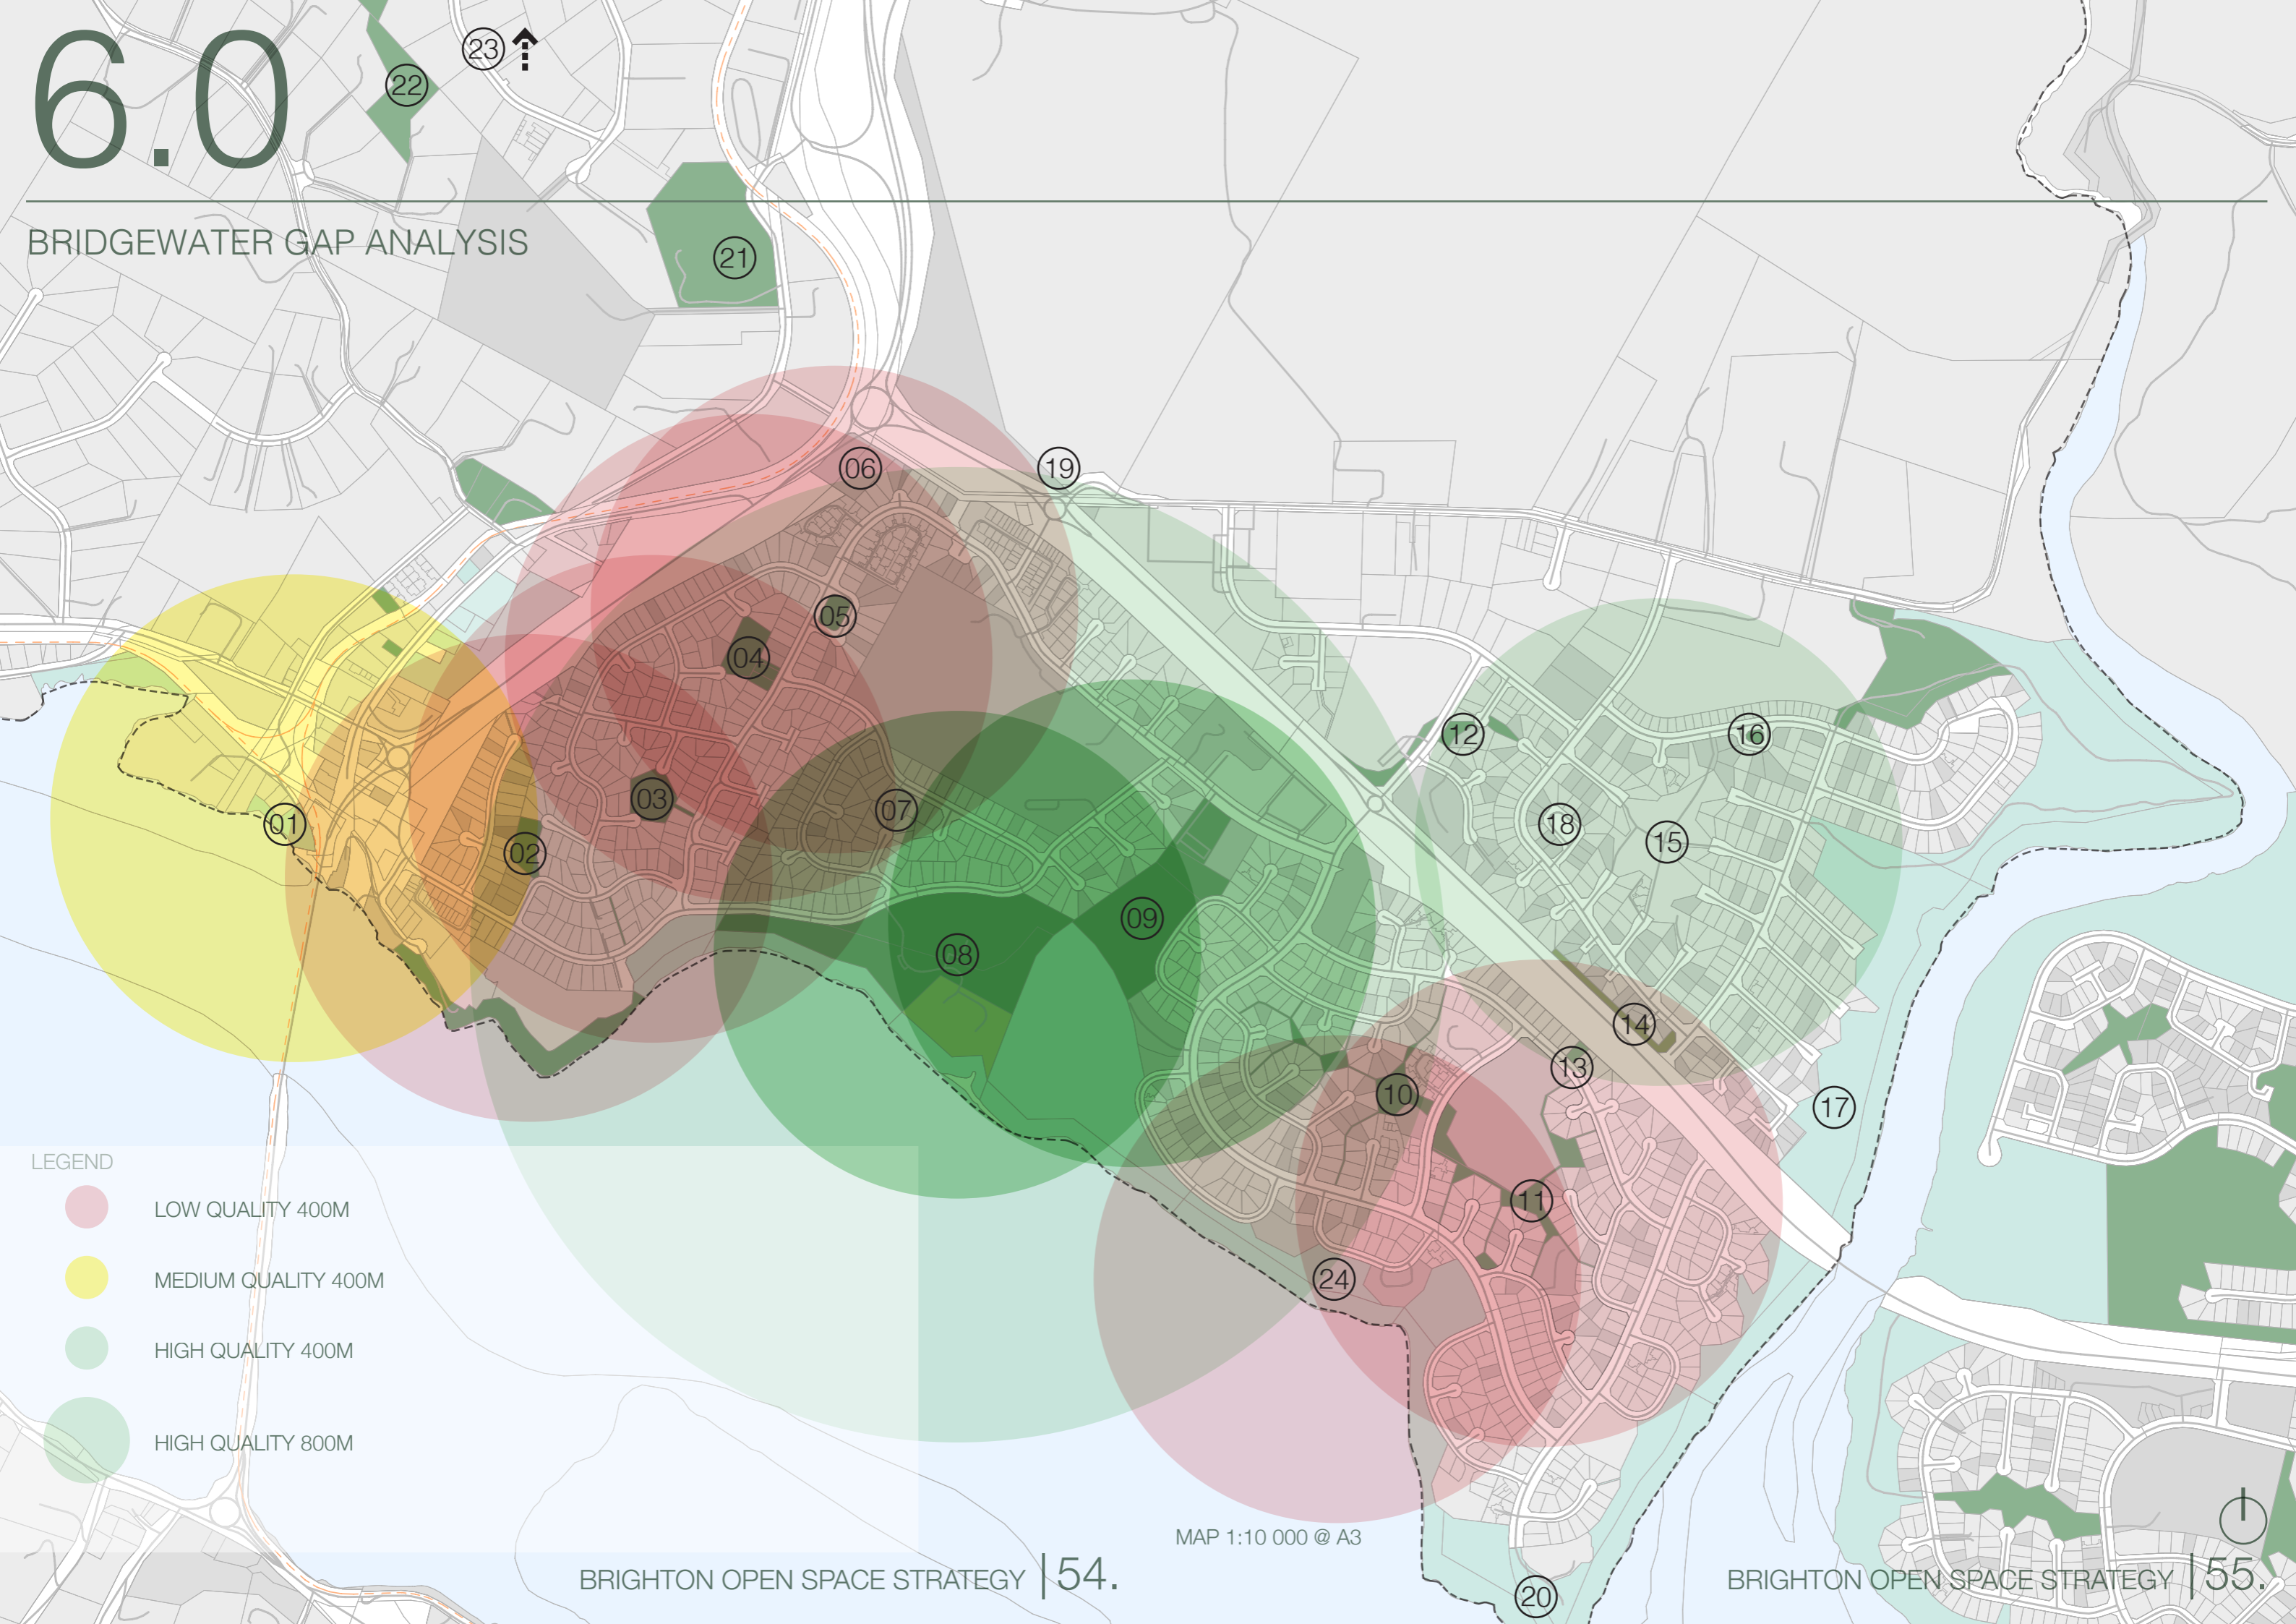 6.0
BRIDGEWATER GAP ANALYSIS
23
22
21
06
19
05
04
12
16
03
07
01
18
15
02
09
08
14
13
10
17
11
24
20
LEGEND
LOW QUALITY 400M
MEDIUM QUALITY 400M
HIGH QUALITY 400M
HIGH QUALITY 800M
MAP 1:10 000 @ A3
BRIGHTON OPEN SPACE STRATEGY |54.
BRIGHTON OPEN SPACE STRATEGY |55.